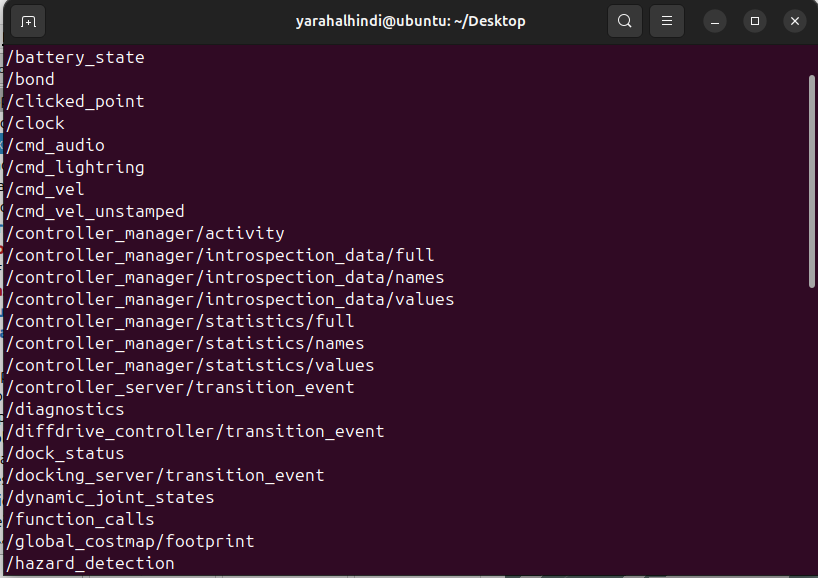 yarahalhindi@ubuntu: ~/Desktop
/battery_state
/bond
/clicked_point
/clock
/cmd_audio
/cmd_lightring
/cmd_vel
/cmd_vel_unstamped
/controller_manager/activity
/controller_manager/introspection_data/full
/controller_manager/introspection_data/names
/controller_manager/introspection_data/values
/controller_manager/statistics/full
/controller_manager/statistics/names
/controller_manager/statistics/values
/controller_server/transition_event
/diagnostics
/diffdrive_controller/transition_event
/dock_status
/docking_server/transition_event
/dynamic_joint_states
/function_calls
/global_costmap/footprint
/hazard_detection